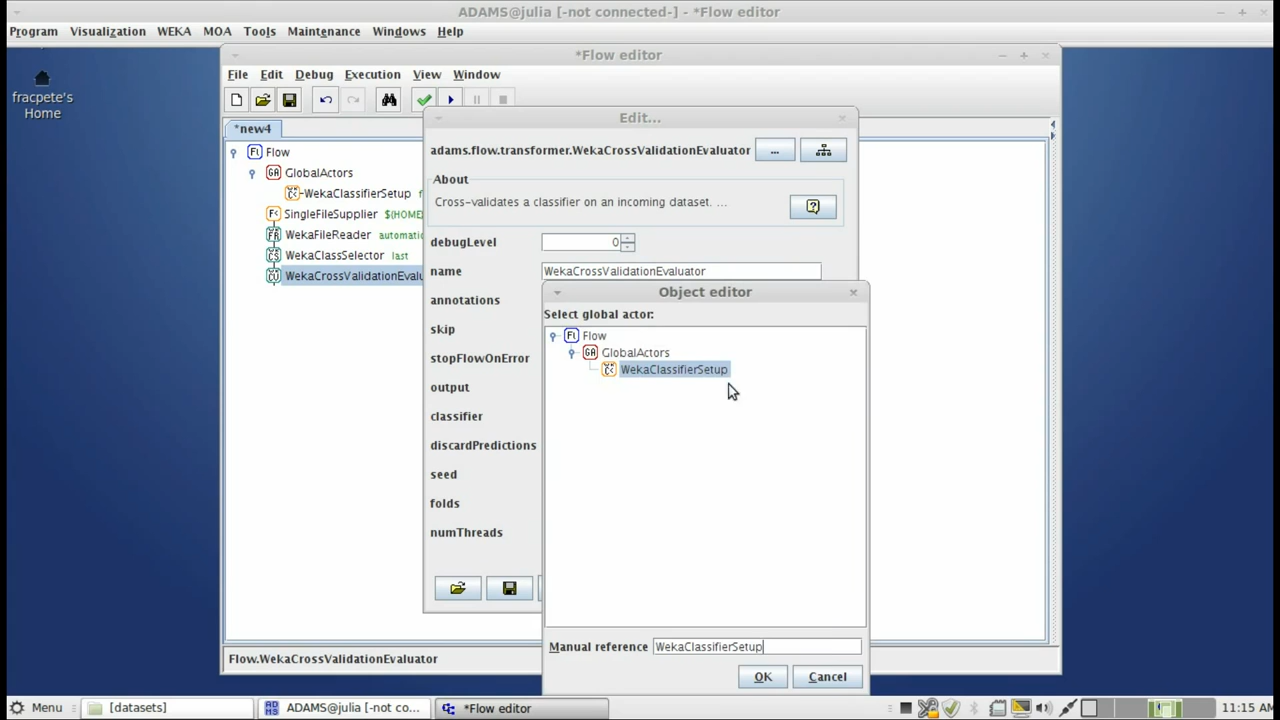 ADAMS@julia [-not connected-] - *Flow editor
Program Visualization WEKA MOA Tools Maintenance Windows Help
fracpete's
Home
*Flow editor
File Edit Debug Execution View Window
*new4
Flow
GlobalActors
WekaClassifierSetup
SingleFileSupplier ${HOME}
WekaFileReader
WekaClassSelector last
WekaCrossValidationEvalu
Flow.WekaCrossValidationEvaluator
Edit...
adams.flow.transformer.WekaCrossValidationEvaluator ...
About
Cross-validates a classifier on an incoming dataset. ...
debugLevel 0
name WekaCrossValidationEvaluator
annotations
skip
stopFlowOnError
output
classifier
discardPredictions
seed
folds
numThreads
Object editor
Select global actor:
Flow
GlobalActors
WekaClassifierSetup
Manual reference WekaClassifierSetup
OK Cancel
Menu [datasets] ADAMS@julia [-not co... *Flow editor 11:15 AM